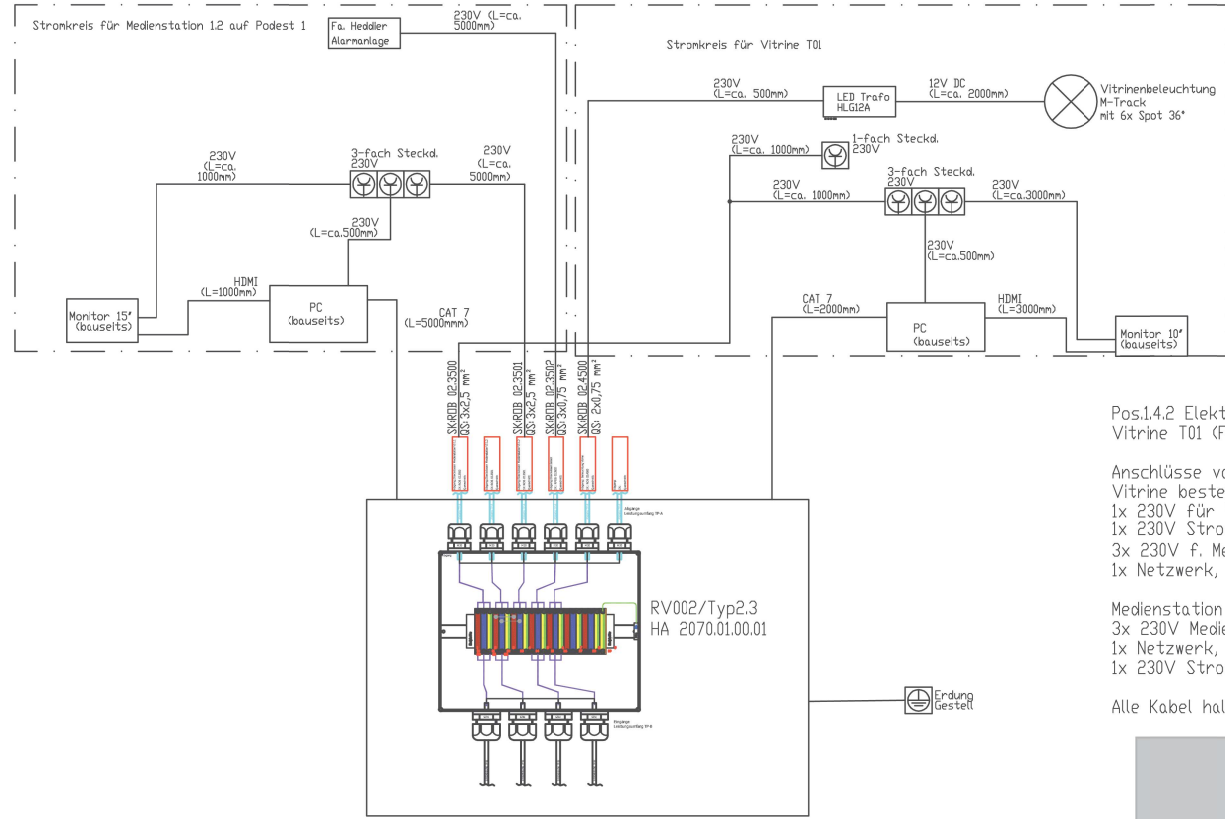 Stromkreis für Medienstation 1.2 auf Podest 1
Fa. Heddier
Alarmanlage
230V (L=ca.
5000mm)
Stromkreis für Vitrine T01
230V
(L=ca. 500mm)
LED Trafo
HLG12A
12V DC
(L=ca. 2000mm)
Vitrinenbeleuchtung
M-Track
mit 6x Spot 36°
230V
(L=ca. 1000mm)
1-fach Steckd.
230V
230V
(L=ca.
1000mm)
3-fach Steckd.
230V
230V
(L=ca.
5000mm)
230V
(L=ca. 1000mm)
3-fach Steckd.
230V
230V
(L=ca.3000mm)
230V
(L=ca.500mm)
230V
(L=ca.500mm)
HDMI
(L=1000mm)
PC
(bauseits)
Monitor 15"
(bauseits)
CAT 7
(L=5000mmm)
CAT 7
(L=2000mm)
PC
(bauseits)
HDMI
(L=3000mm)
Monitor 10"
(bauseits)
SK:RDB 02.3500
QS: 3x2,5 mm²
SK:RDB 02.3501
QS: 3x2,5 mm²
SK:RDB 02.3502
QS: 3x0,75 mm²
SK:RDB 02.4500
QS: 2x0,75 mm²
Abgänge
Leistungsumfang TP-A
RV002/Typ2.3
HA 2070.01.00.01
Eingänge
Leistungsumfang TP-B
Erdung
Gestell
Pos.1.4.2 Elekt
Vitrine T01 (F
Anschlüsse vo
Vitrine beste
1x 230V für
1x 230V Stro
3x 230V f. Me
1x Netzwerk,
Medienstation
3x 230V Medie
1x Netzwerk,
1x 230V Stro
Alle Kabel hal